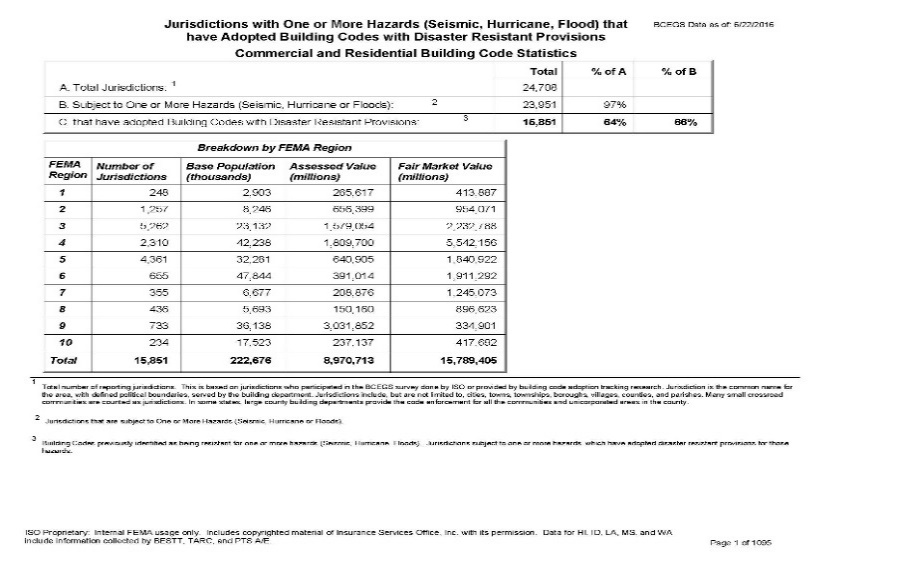 Jurisdictions with One or More Hazards (Seismic, Hurricane, Flood) that
have Adopted Building Codes with Disaster Resistant Provisions
Commercial and Residential Building Code Statistics
BCEGS Data as of: 6/22/2016
Total % of A % of B
A. Total Jurisdictions: 1 24,708
B. Subject to One or More Hazards (Seismic, Hurricane or Floods): 2 23,951 97%
C. that have adopted Building Codes with Disaster Resistant Provisions: 3 15,851 64% 66%
Breakdown by FEMA Region
FEMA Region Number of Jurisdictions Base Population (thousands) Assessed Value (millions) Fair Market Value (millions)
1 248 2,903 265,617 413,887
2 1,257 8,246 656,399 954,071
3 5,262 23,132 1,579,054 2,232,788
4 2,310 42,238 1,809,700 5,542,156
5 4,361 32,281 640,905 1,840,922
6 655 47,844 391,014 1,911,292
7 355 6,677 208,876 1,245,073
8 436 5,693 150,160 896,623
9 733 36,138 3,031,852 334,901
10 234 17,523 237,137 417,692
Total 15,851 222,676 8,970,713 15,789,405
1 Total number of reporting jurisdictions. This is based on jurisdictions who participated in the BCEGS survey done by ISO or provided by building code adoption tracking research. Jurisdiction is the common name for
the area, with defined political boundaries, served by the building department. Jurisdictions include, but are not limited to, cities, towns, townships, boroughs, villages, counties, and parishes. Many small crossroad
communities are counted as jurisdictions. In some states, large county building departments provide the code enforcement for all the communities and unicorporated areas in the county.
2 Jurisdictions that are subject to One or More Hazards (Seismic, Hurricane or Floods).
3 Building Codes previously identified as being resistant for one or more hazards (Seismic, Hurricane, Floods). Jurisdictions subject to one or more hazards which have adopted disaster resistant provisions for those
hazards.
ISO Proprietary: Internal FEMA usage only. Includes copyrighted material of Insurance Services Office, Inc. with its permission. Data for HI, ID, LA, MS, and WA
include information collected by BESTT, TARC, and PTS A/E
Page 1 of 1095